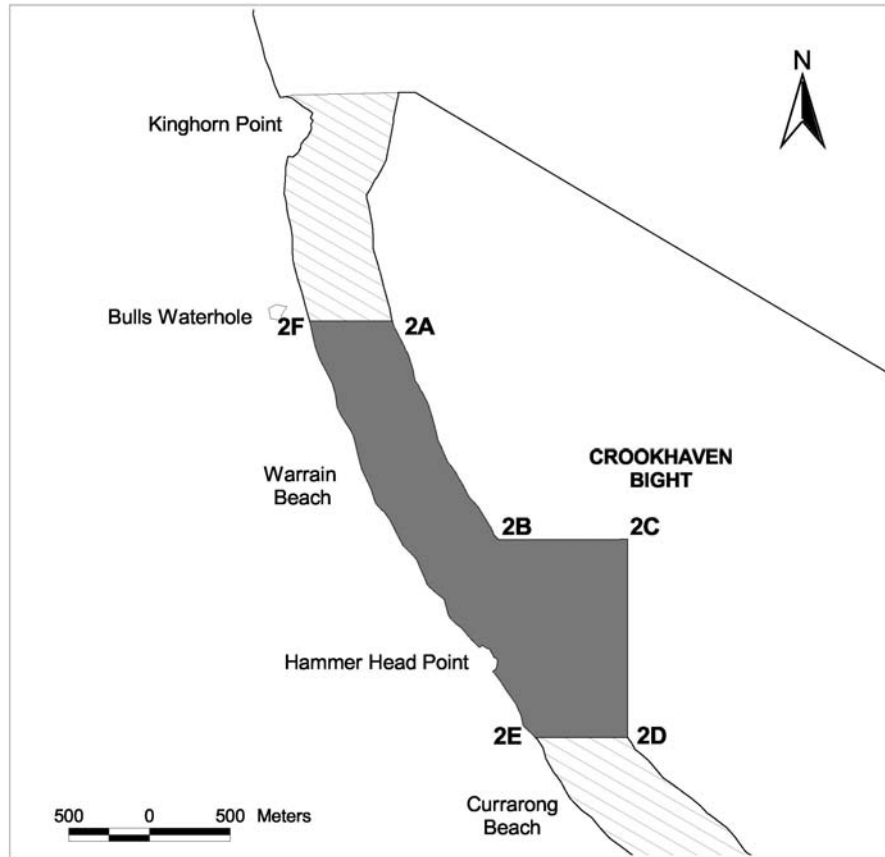 N
Kinghorn Point
Bulls Waterhole
2F
2A
Warrain
Beach
CROOKHAVEN
BIGHT
2B
2C
Hammer Head Point
2E
2D
Currarong
Beach
500 0 500 Meters